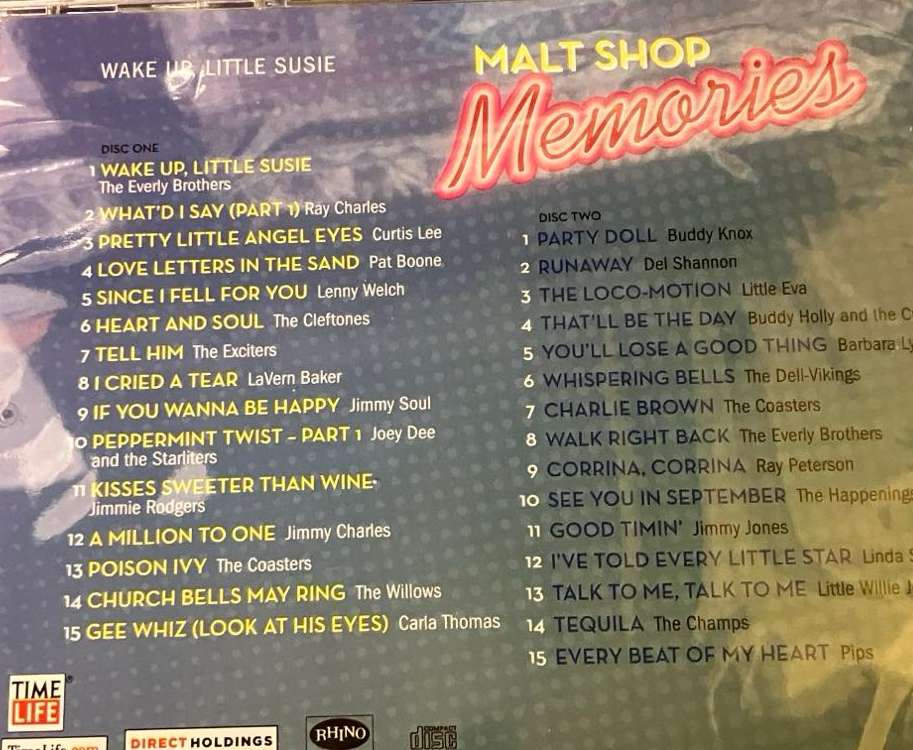 WAKE UP, LITTLE SUSIE
MALT SHOP
Memories
DISC ONE
1 WAKE UP, LITTLE SUSIE
The Everly Brothers
2 WHAT'D I SAY (PART 1) Ray Charles
3 PRETTY LITTLE ANGEL EYES Curtis Lee
4 LOVE LETTERS IN THE SAND Pat Boone
5 SINCE I FELL FOR YOU Lenny Welch
6 HEART AND SOUL The Cleftones
7 TELL HIM The Exciters
8 I CRIED A TEAR LaVern Baker
9 IF YOU WANNA BE HAPPY Jimmy Soul
10 PEPPERMINT TWIST – PART 1 Joey Dee
and the Starliters
11 KISSES SWEETER THAN WINE
Jimmie Rodgers
12 A MILLION TO ONE Jimmy Charles
13 POISON IVY The Coasters
14 CHURCH BELLS MAY RING The Willows
15 GEE WHIZ (LOOK AT HIS EYES) Carla Thomas
DISC TWO
1 PARTY DOLL Buddy Knox
2 RUNAWAY Del Shannon
3 THE LOCO-MOTION Little Eva
4 THAT'LL BE THE DAY Buddy Holly and the C
5 YOU'LL LOSE A GOOD THING Barbara Ly
6 WHISPERING BELLS The Dell-Vikings
7 CHARLIE BROWN The Coasters
8 WALK RIGHT BACK The Everly Brothers
9 CORRINA, CORRINA Ray Peterson
10 SEE YOU IN SEPTEMBER The Happenings
11 GOOD TIMIN' Jimmy Jones
12 I'VE TOLD EVERY LITTLE STAR Linda S
13 TALK TO ME, TALK TO ME Little Willie J
14 TEQUILA The Champs
15 EVERY BEAT OF MY HEART Pips
TIME
LIFE
TimeLife.com
DIRECT HOLDINGS
RHINO
COMPACT
disc